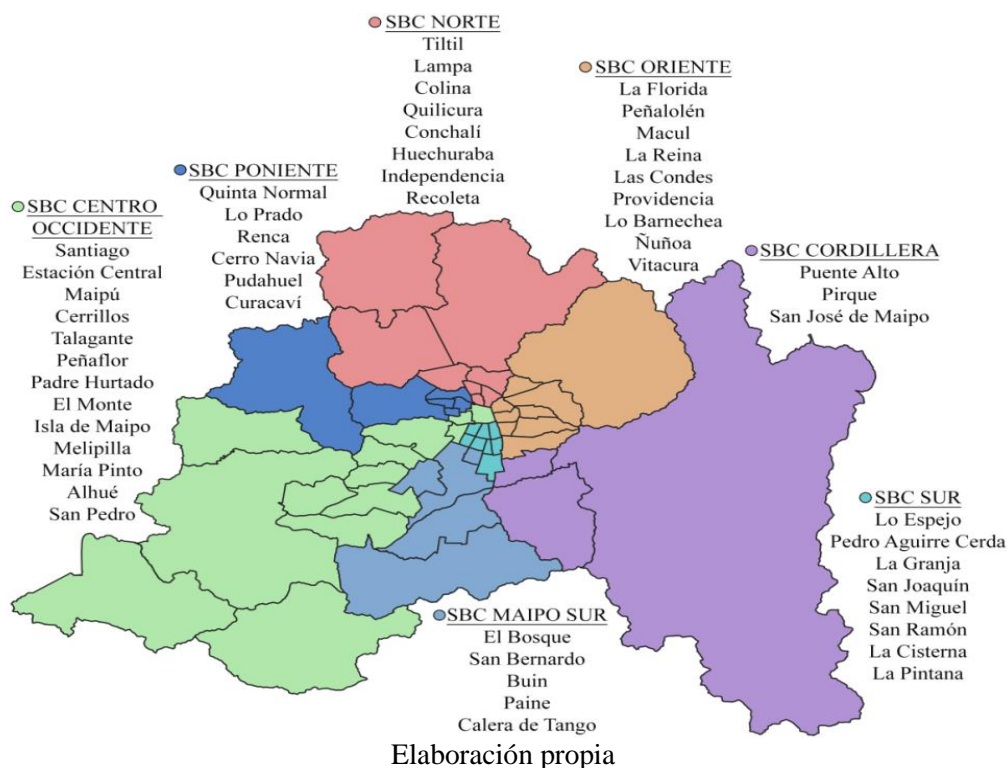 SBC NORTE
Tiltil
Lampa
Colina
Quilicura
Conchalí
Huechuraba
Independencia
Recoleta
SBC ORIENTE
La Florida
Peñalolén
Macul
La Reina
Las Condes
Providencia
Lo Barnechea
Ñuñoa
Vitacura
SBC PONIENTE
Quinta Normal
Lo Prado
Renca
Cerro Navia
Pudahuel
Curacaví
SBC CENTRO
OCCIDENTE
Santiago
Estación Central
Maipú
Cerrillos
Talagante
Peñaflor
Padre Hurtado
El Monte
Isla de Maipo
Melipilla
María Pinto
Alhué
San Pedro
SBC CORDILLERA
Puente Alto
Pirque
San José de Maipo
SBC SUR
Lo Espejo
Pedro Aguirre Cerda
La Granja
San Joaquín
San Miguel
San Ramón
La Cisterna
La Pintana
SBC MAIPO SUR
El Bosque
San Bernardo
Buin
Paine
Calera de Tango
Elaboración propia